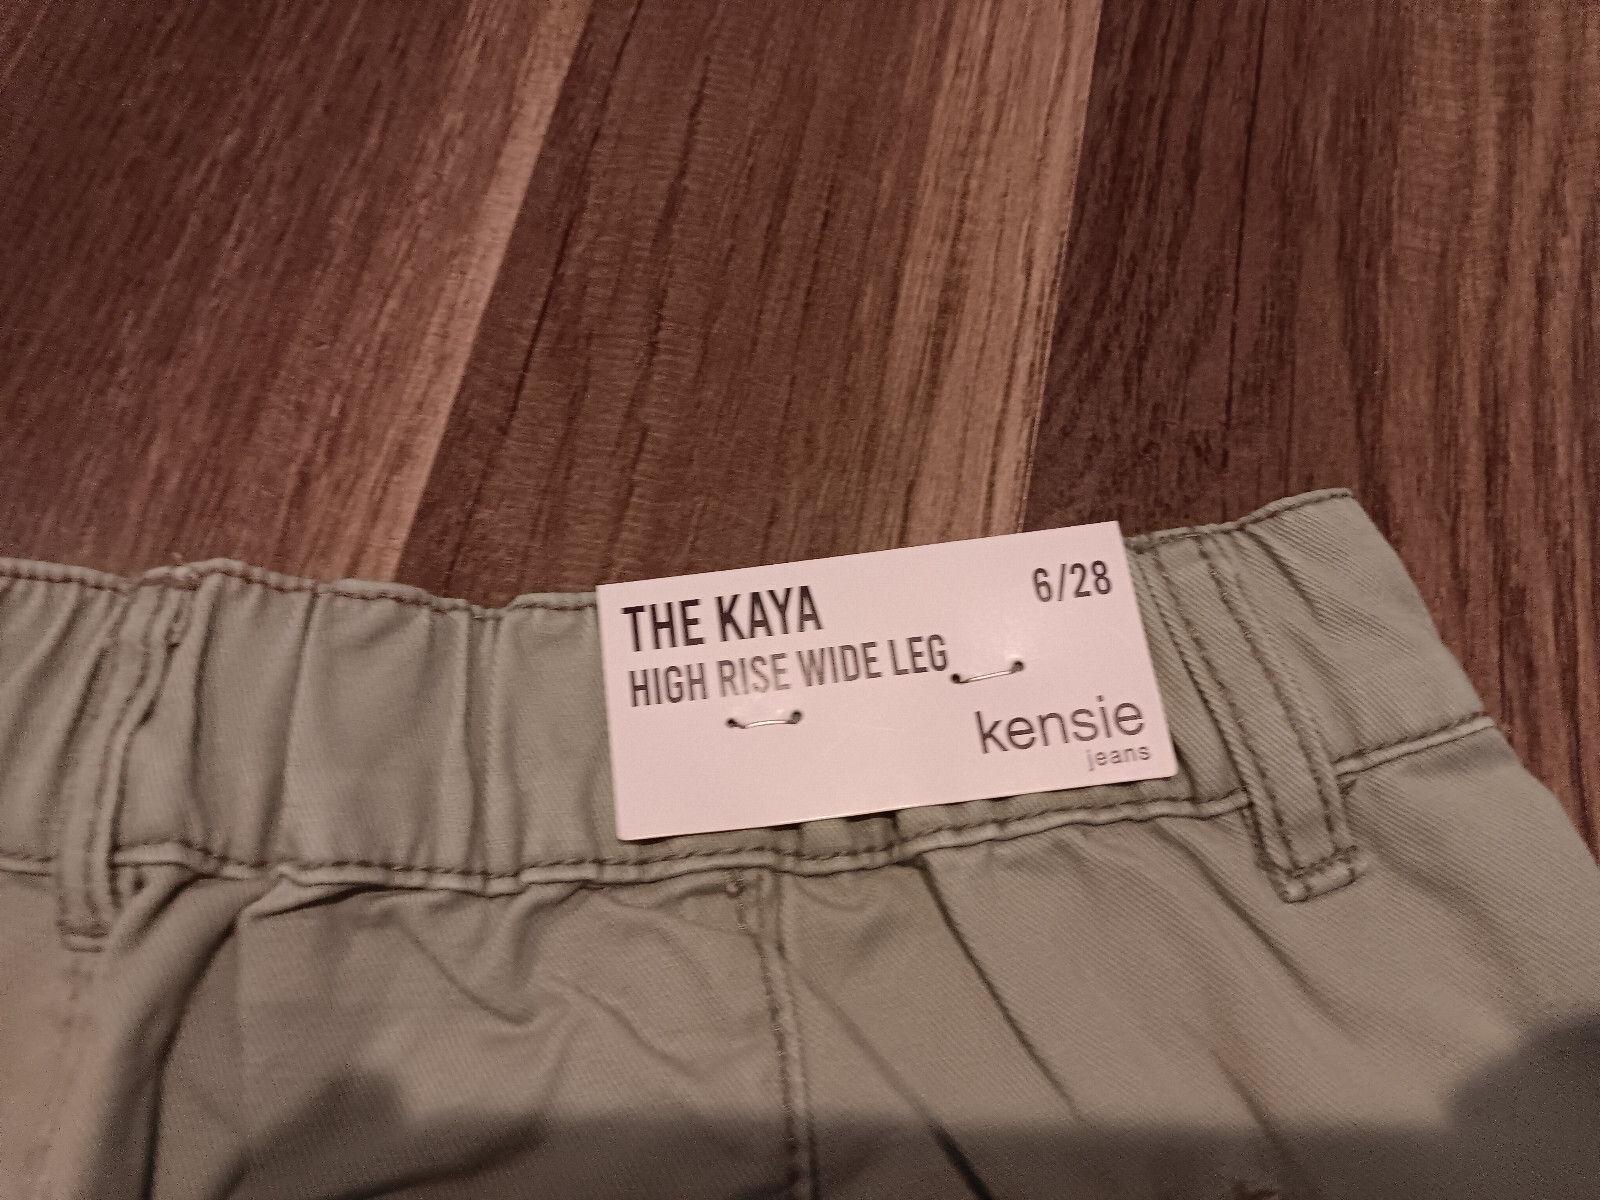 THE KAYA
6/28
HIGH RISE WIDE LEG
kensie
jeans